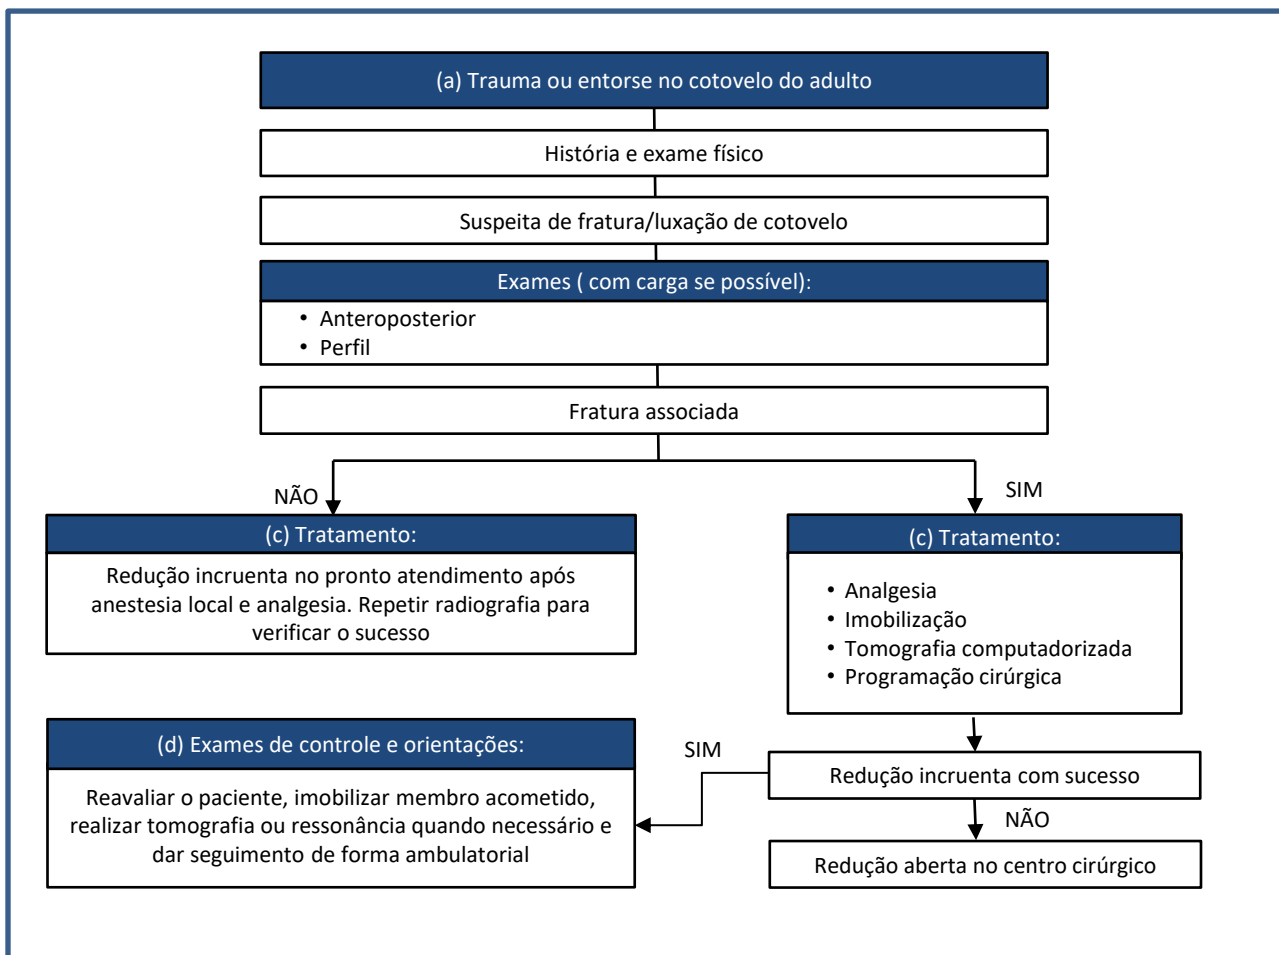 (a) Trauma ou entorse no cotovelo do adulto
História e exame físico
Suspeita de fratura/luxação de cotovelo
Exames ( com carga se possível):
• Anteroposterior
• Perfil
Fratura associada
NÃO
SIM
(c) Tratamento:
Redução incruenta no pronto atendimento após
anestesia local e analgesia. Repetir radiografia para
verificar o sucesso
(c) Tratamento:
• Analgesia
• Imobilização
• Tomografia computadorizada
• Programação cirúrgica
(d) Exames de controle e orientações:
Reavaliar o paciente, imobilizar membro acometido,
realizar tomografia ou ressonância quando necessário e
dar seguimento de forma ambulatorial
SIM
Redução incruenta com sucesso
NÃO
Redução aberta no centro cirúrgico